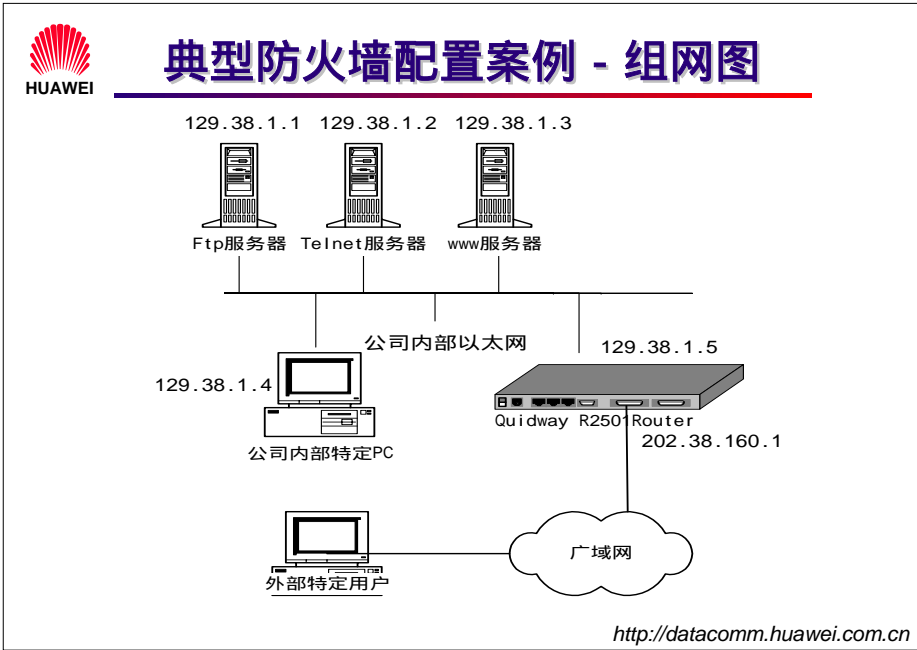 HUAWEI
典型防火墙配置案例 - 组网图
129.38.1.1 129.38.1.2 129.38.1.3
Ftp服务器 Telnet服务器 www服务器
公司内部以太网
129.38.1.5
129.38.1.4
Quidway R2501Router
202.38.160.1
公司内部特定PC
广域网
外部特定用户
http://datacomm.huawei.com.cn